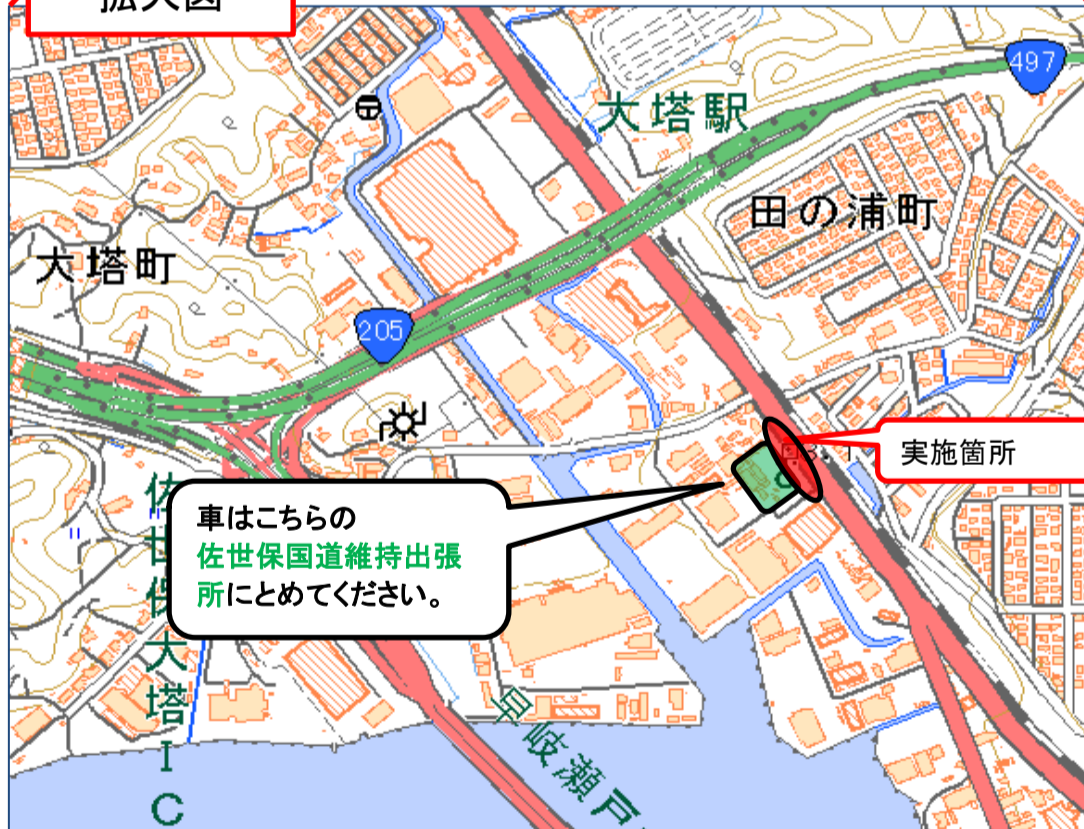 拡大図
497
大塔駅
田の浦町
大塔町
205
実施箇所
車はこちらの
佐世保国道維持出張
所にとめてください。
佐世保大塔IC
早岐瀬戸